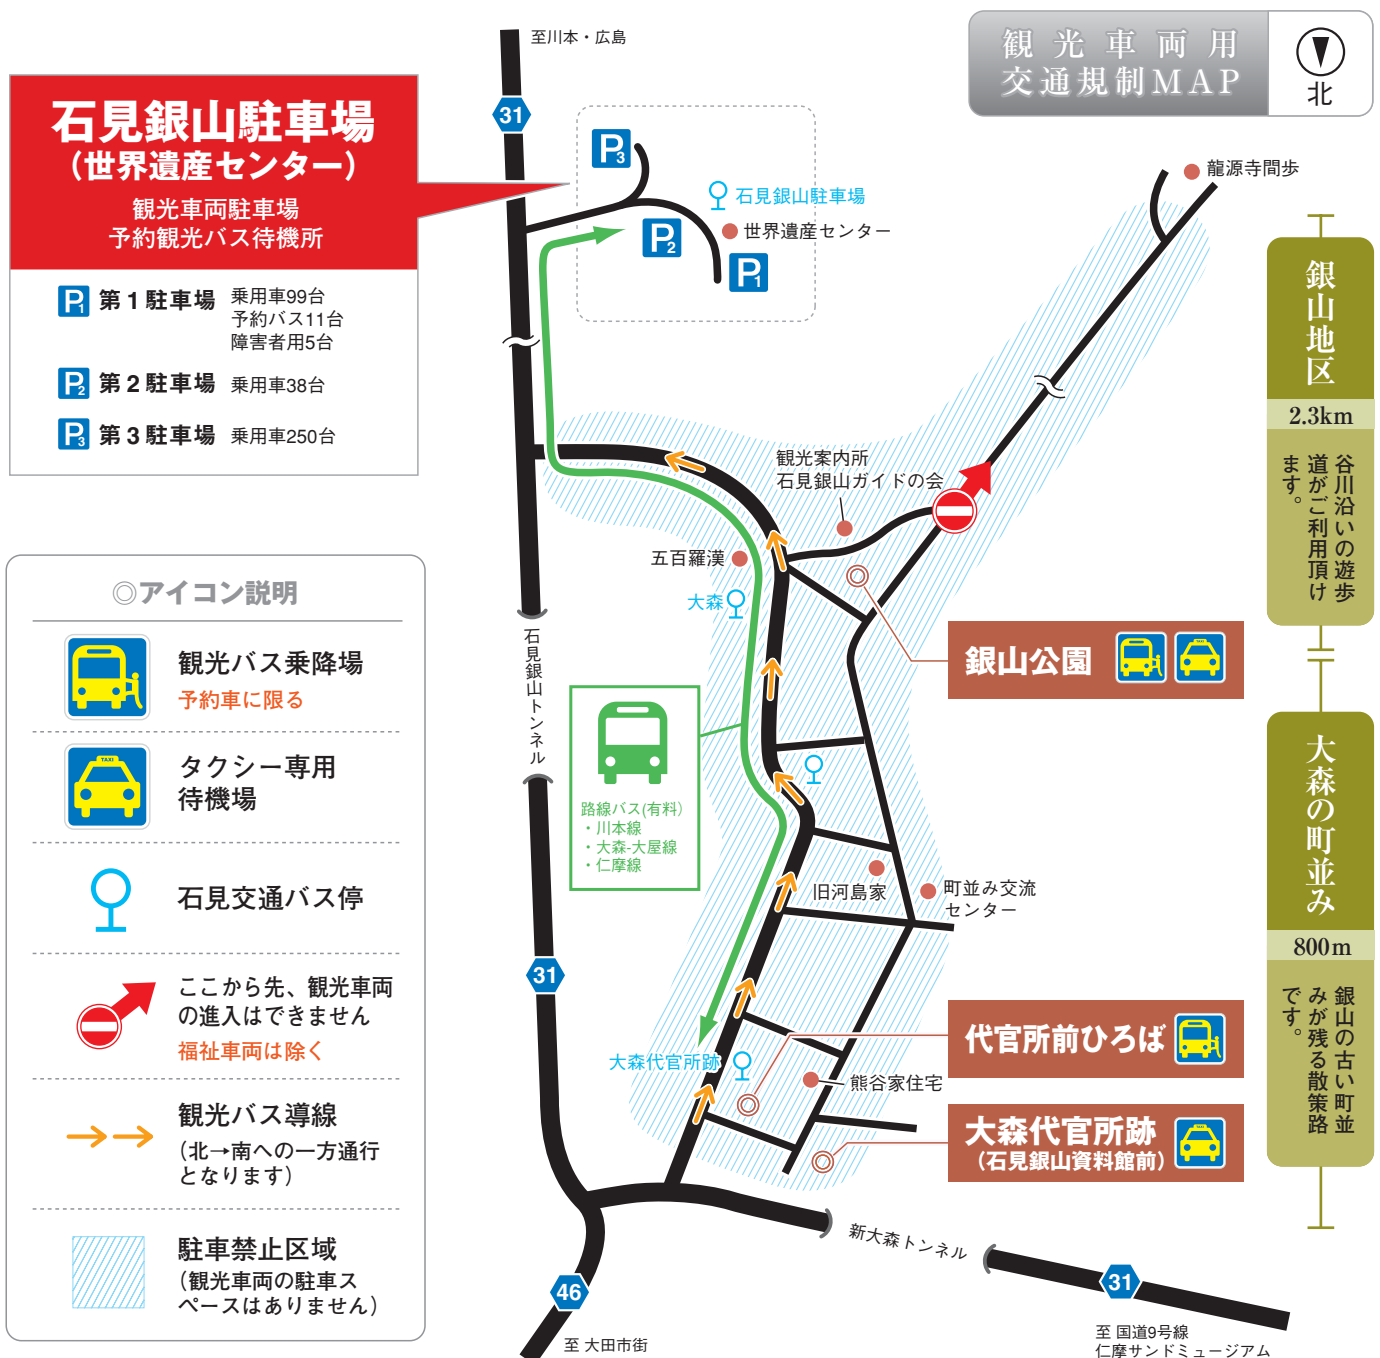 至川本・広島
観光車両用
交通規制MAP
北
石見銀山駐車場
(世界遺産センター)
観光車両駐車場
予約観光バス待機所
P1 第1駐車場 乗用車99台
予約バス11台
障害者用5台
P2 第2駐車場 乗用車38台
P3 第3駐車場 乗用車250台
31
P3
石見銀山駐車場
世界遺産センター
P2
P1
龍源寺間歩
銀山地区
2.3km
谷川沿いの遊歩
道がご利用頂け
ます。
観光案内所
石見銀山ガイドの会
五百羅漢
大森
石見銀山トンネル
銀山公園
路線バス(有料)
・川本線
・大森-大屋線
・仁摩線
大森の町並み
800m
銀山の古い町並
みが残る散策路
です。
旧河島家
町並み交流
センター
31
代官所前ひろば
大森代官所跡
熊谷家住宅
大森代官所跡
(石見銀山資料館前)
新大森トンネル
31
46
至 大田市街
至 国道9号線
仁摩サンドミュージアム
◎アイコン説明
観光バス乗降場
予約車に限る
TAXI
タクシー専用
待機場
石見交通バス停
ここから先、観光車両
の進入はできません
福祉車両は除く
観光バス導線
(北→南への一方通行
となります)
駐車禁止区域
(観光車両の駐車ス
ペースはありません)